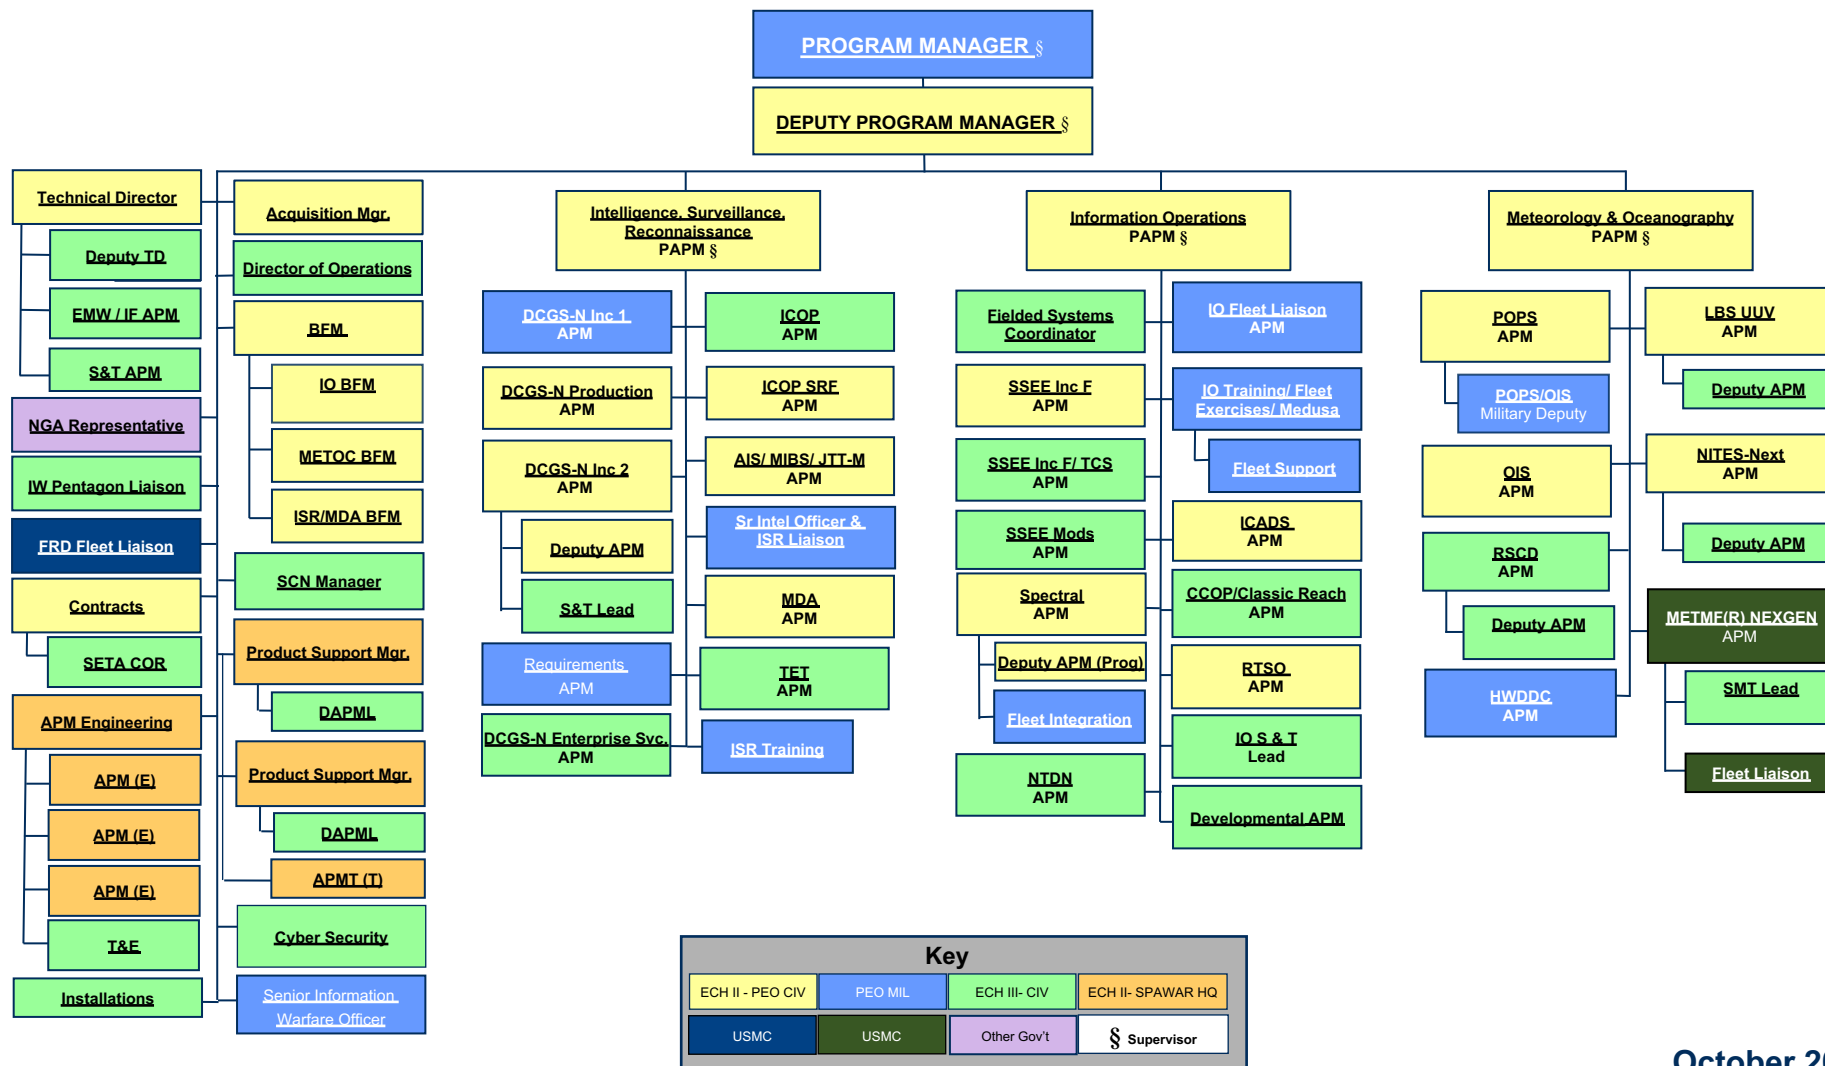 PROGRAM MANAGER §
DEPUTY PROGRAM MANAGER §
Technical Director
Deputy TD
EMW / IF APM
S&T APM
NGA Representative
IW Pentagon Liaison
FRD Fleet Liaison
Contracts
SETA COR
APM Engineering
APM (E)
APM (E)
APM (E)
T&E
Installations
Acquisition Mgr.
Director of Operations
BFM
IO BFM
METOC BFM
ISR/MDA BFM
SCN Manager
Product Support Mgr.
DAPML
Product Support Mgr.
DAPML
APMT (T)
Cyber Security
Senior Information
Warfare Officer
Intelligence, Surveillance,
Reconnaissance
PAPM §
DCGS-N Inc 1
APM
DCGS-N Production
APM
DCGS-N Inc 2
APM
Deputy APM
S&T Lead
Requirements
APM
DCGS-N Enterprise Svc.
APM
ICOP
APM
ICOP SRF
APM
AIS/ MIBS/ JTT-M
APM
Sr Intel Officer &
ISR Liaison
MDA
APM
TET
APM
ISR Training
Information Operations
PAPM §
Fielded Systems
Coordinator
SSEE Inc F
APM
SSEE Inc F/ TCS
APM
SSEE Mods
APM
Spectral
APM
Deputy APM (Prog)
Fleet Integration
NTDN
APM
IO Fleet Liaison
APM
IO Training/ Fleet
Exercises/ Medusa
Fleet Support
ICADS
APM
CCOP/Classic Reach
APM
RTSO
APM
IO S & T
Lead
Developmental APM
Meteorology & Oceanography
PAPM §
POPS
APM
POPS/OIS
Military Deputy
OIS
APM
RSCD
APM
Deputy APM
HWDDC
APM
LBS UUV
APM
Deputy APM
NITES-Next
APM
Deputy APM
METMF(R) NEXGEN
APM
SMT Lead
Fleet Liaison
Key
ECH II - PEO CIV
PEO MIL
ECH III- CIV
ECH II- SPAWAR HQ
USMC
USMC
Other Gov't
§ Supervisor
October